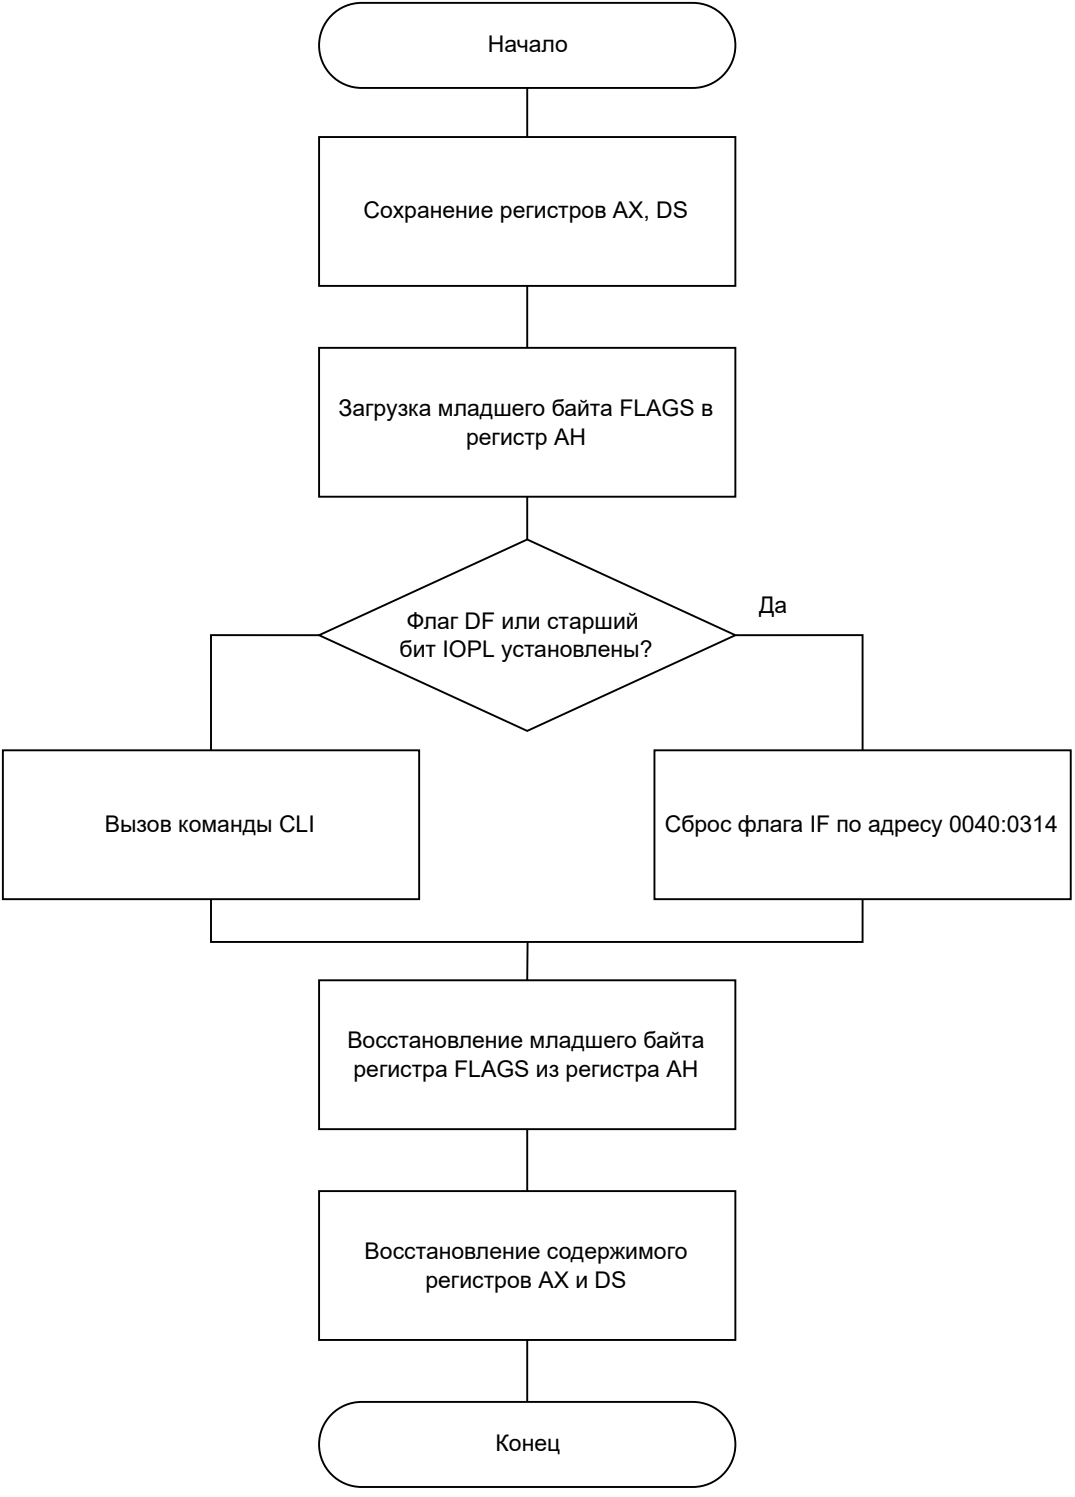 Начало
Сохранение регистров AX, DS
Загрузка младшего байта FLAGS в
регистр AH
Флаг DF или старший
бит IOPL установлены?
Да
Вызов команды CLI
Сброс флага IF по адресу 0040:0314
Восстановление младшего байта
регистра FLAGS из регистра AH
Восстановление содержимого
регистров AX и DS
Конец